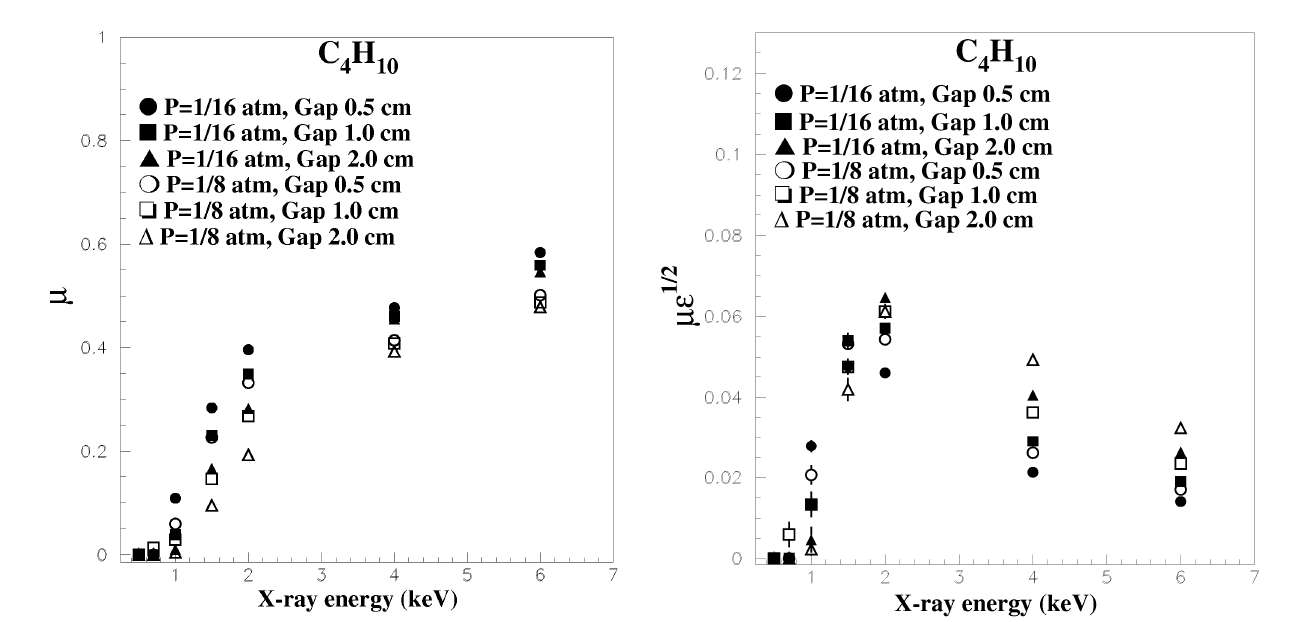 C4H10
P=1/16 atm, Gap 0.5 cm
P=1/16 atm, Gap 1.0 cm
P=1/16 atm, Gap 2.0 cm
P=1/8 atm, Gap 0.5 cm
P=1/8 atm, Gap 1.0 cm
P=1/8 atm, Gap 2.0 cm
1
0.8
0.6
0.4
0.2
0
μ
1 2 3 4 5 6 7
X-ray energy (keV)
C4H10
P=1/16 atm, Gap 0.5 cm
P=1/16 atm, Gap 1.0 cm
P=1/16 atm, Gap 2.0 cm
P=1/8 atm, Gap 0.5 cm
P=1/8 atm, Gap 1.0 cm
P=1/8 atm, Gap 2.0 cm
0.12
0.1
0.08
0.06
0.04
0.02
0
με1/2
1 2 3 4 5 6 7
X-ray energy (keV)